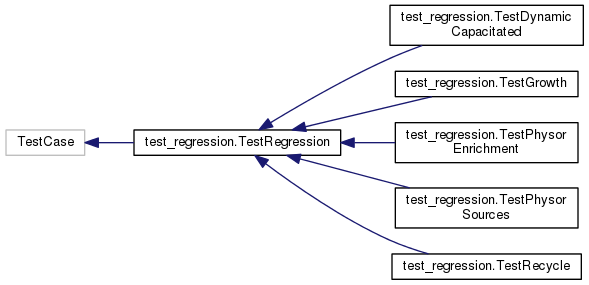 test_regression.TestDynamic
Capacitated
test_regression.TestGrowth
test_regression.TestPhysor
Enrichment
TestCase
test_regression.TestRegression
test_regression.TestPhysor
Sources
test_regression.TestRecycle